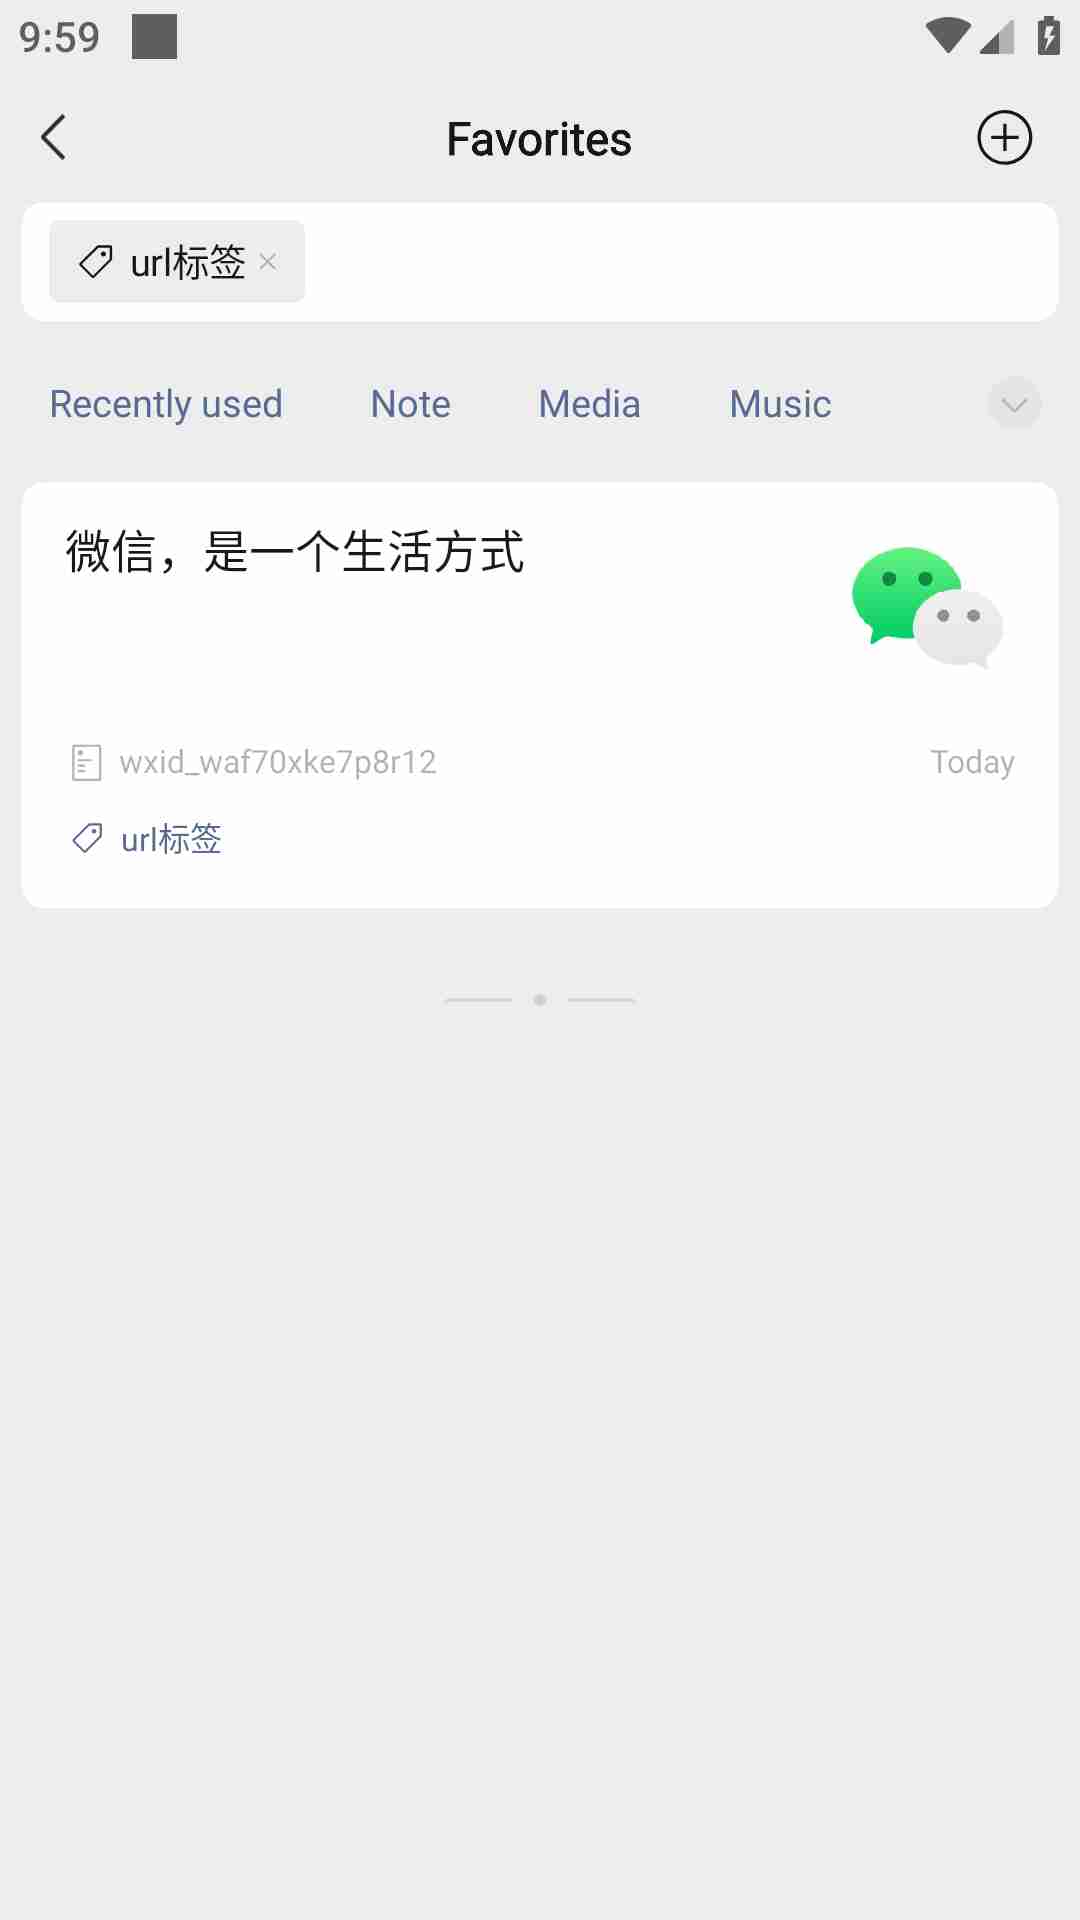 9:59
Favorites
url标签
Recently used Note Media Music
微信，是一个生活方式
wxid_waf70xke7p8r12 Today
url标签